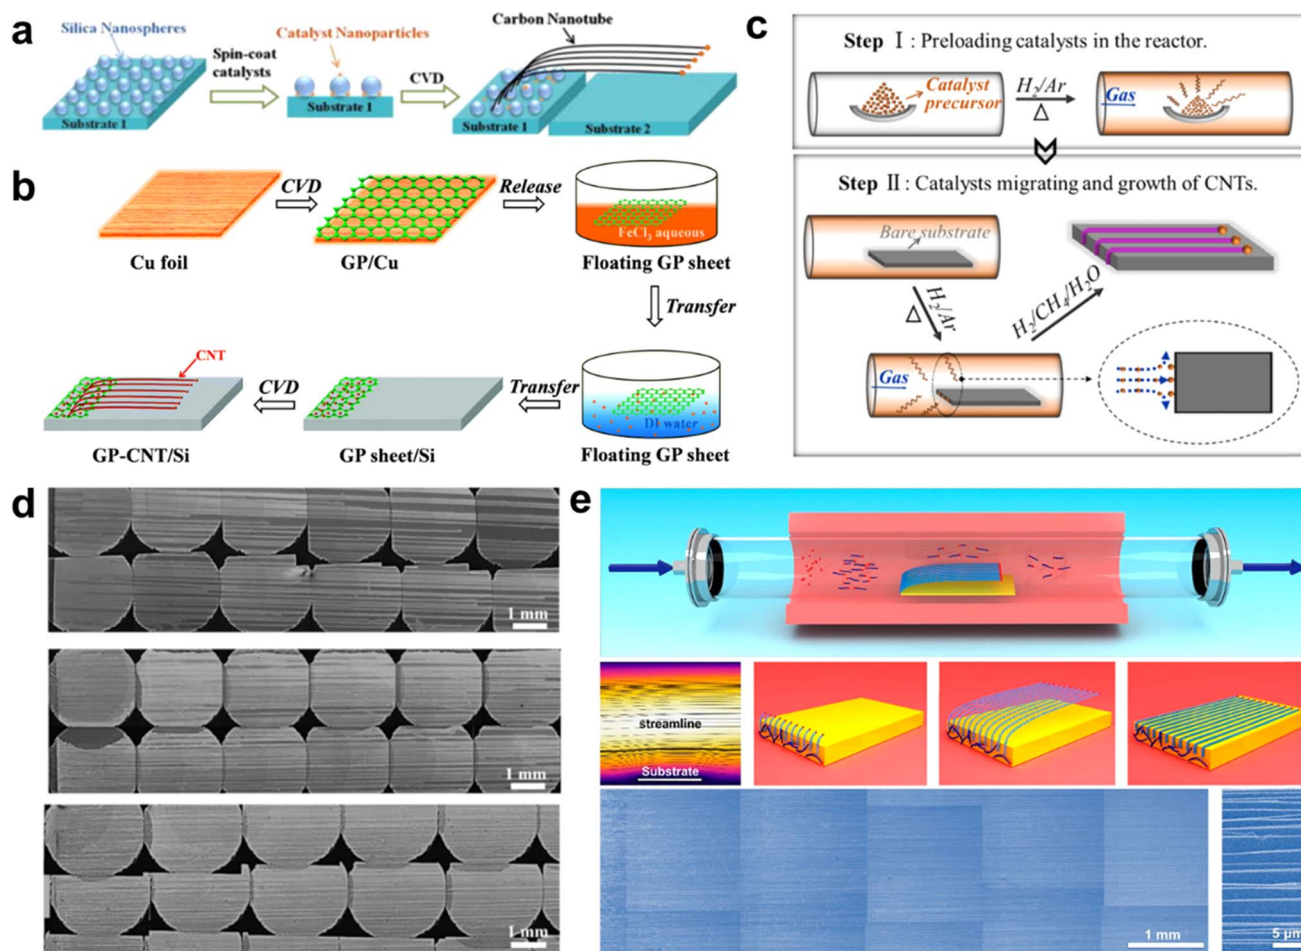 a
Silica Nanospheres
Spin-coat
catalysts
Catalyst Nanoparticles
CVD
Carbon Nanotube
Substrate 1
Substrate 1
Substrate 1
Substrate 2
b
CVD
Release
FeCl₃ aqueous
Cu foil
GP/Cu
Floating GP sheet
Transfer
CNT
CVD
Transfer
DI water
GP-CNT/Si
GP sheet/Si
Floating GP sheet
c
Step Ⅰ : Preloading catalysts in the reactor.
Catalyst
precursor
H₂/Ar
△
Gas
Step Ⅱ : Catalysts migrating and growth of CNTs.
Bare substrate
H₂/Ar
△
H₂/CH₄/H₂O
Gas
d
1 mm
1 mm
1 mm
e
streamline
Substrate
1 mm
5 μm